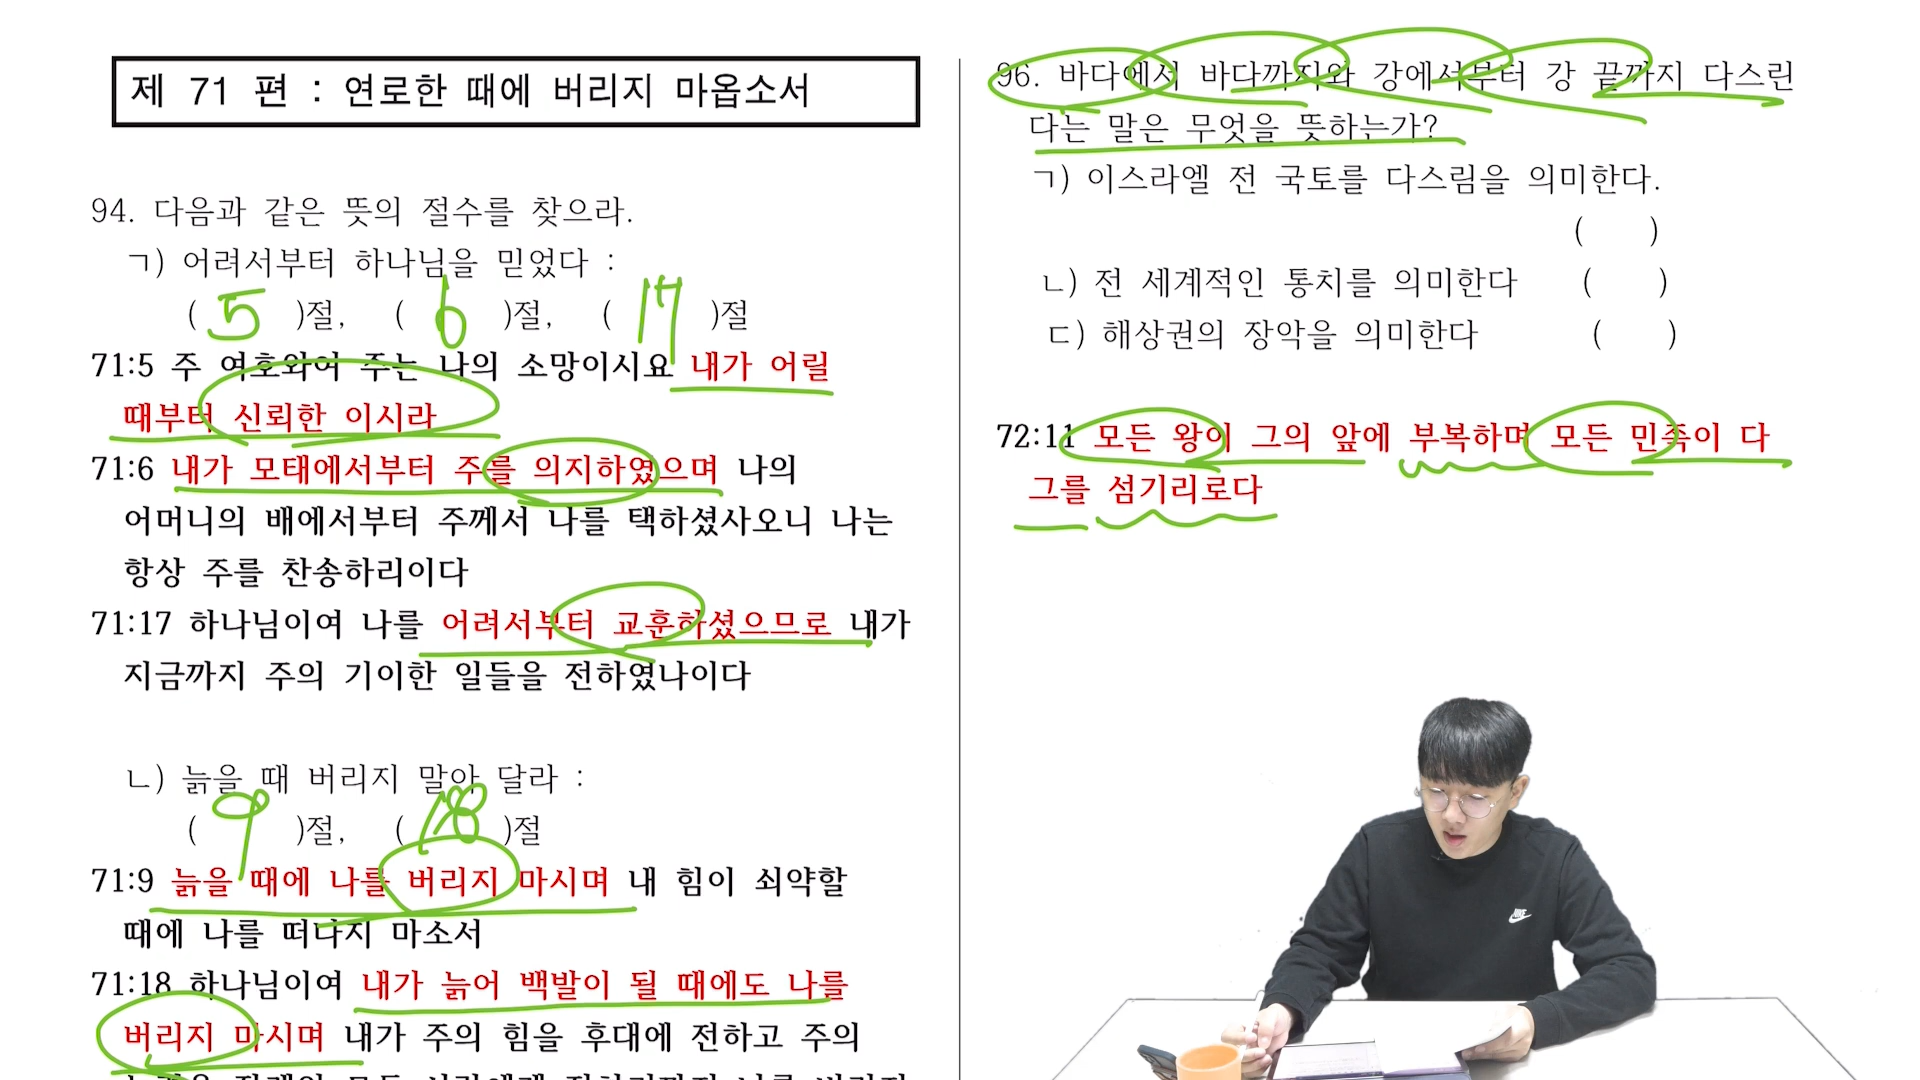 제 71 편 : 연로한 때에 버리지 마옵소서
94. 다음과 같은 뜻의 절수를 찾으라.
ㄱ) 어려서부터 하나님을 믿었다 :
( 5 )절, ( 6 )절, ( 17 )절
71:5 주 여호와여 주는 나의 소망이시요 내가 어릴
때부터 신뢰한 이시라
71:6 내가 모태에서부터 주를 의지하였으며 나의
어머니의 배에서부터 주께서 나를 택하셨사오니 나는
항상 주를 찬송하리이다
71:17 하나님이여 나를 어려서부터 교훈하셨으므로 내가
지금까지 주의 기이한 일들을 전하였나이다
ㄴ) 늙을 때 버리지 말아 달라 :
( 9 )절, ( 18 )절
71:9 늙을 때에 나를 버리지 마시며 내 힘이 쇠약할
때에 나를 떠나지 마소서
71:18 하나님이여 내가 늙어 백발이 될 때에도 나를
버리지 마시며 내가 주의 힘을 후대에 전하고 주의
96. 바다에서 바다까지와 강에서부터 강 끝까지 다스린
다는 말은 무엇을 뜻하는가?
ㄱ) 이스라엘 전 국토를 다스림을 의미한다.
( )
ㄴ) 전 세계적인 통치를 의미한다 ( )
ㄷ) 해상권의 장악을 의미한다 ( )
72:11 모든 왕이 그의 앞에 부복하며 모든 민족이 다
그를 섬기리로다
NIKE